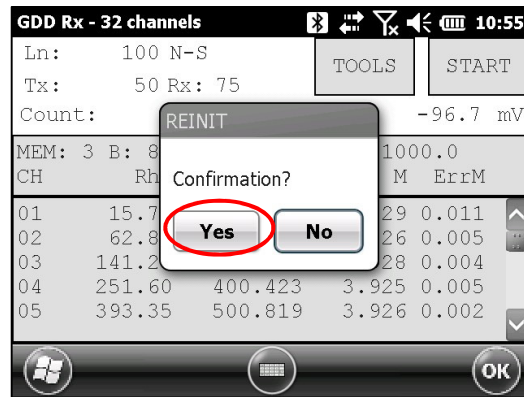 GDD Rx - 32 channels 10:55
Ln: 100 N-S
TOOLS START
Tx: 50 Rx: 75
Count: -96.7 mV
REINIT
MEM: 3 B: 8 1000.0
CH Rh M ErrM
Confirmation?
Yes No
01 15.7 29 0.011
02 62.8 26 0.005
03 141.2 28 0.004
04 251.60 400.423 3.925 0.005
05 393.35 500.819 3.926 0.002
OK